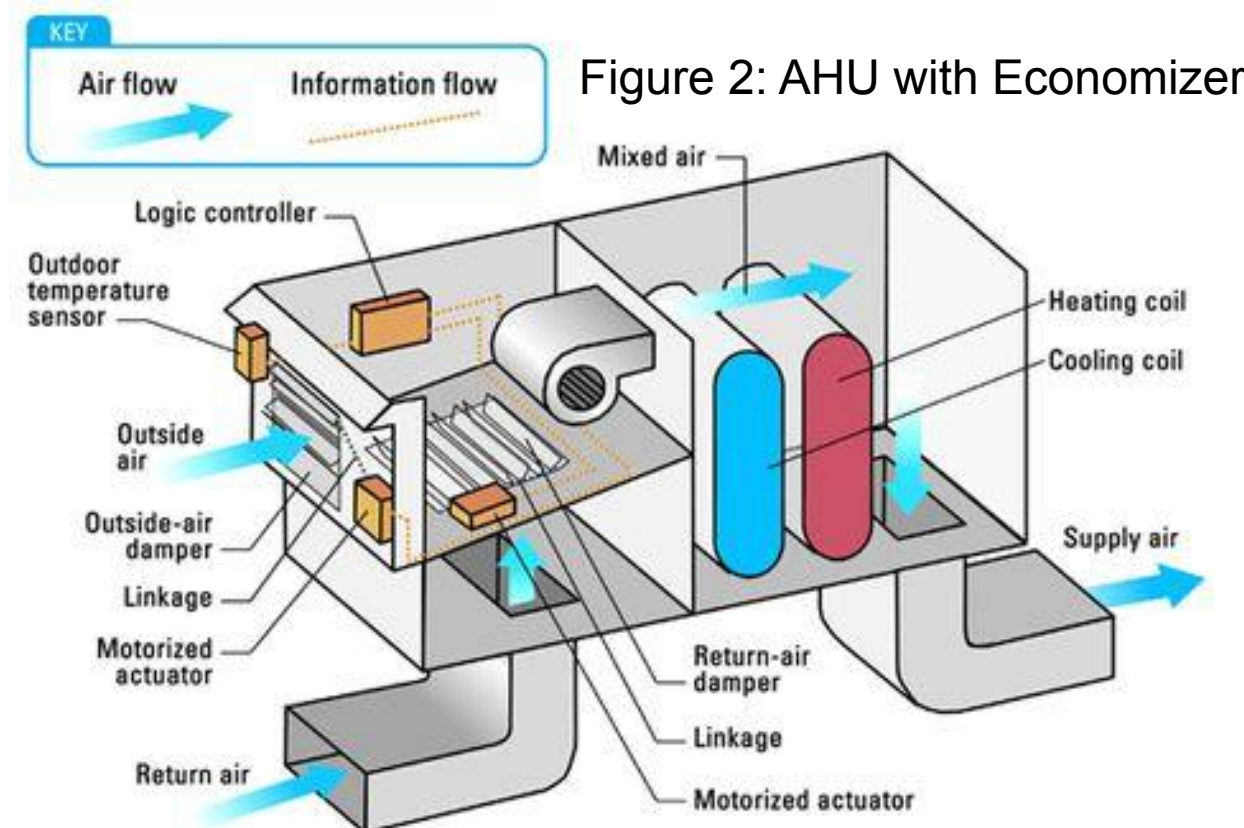 KEY
Air flow
Information flow
Figure 2: AHU with Economizer
Mixed air
Logic controller
Outdoor
temperature
sensor
Heating coil
Cooling coil
Outside
air
Outside-air
damper
Linkage
Motorized
actuator
Supply air
Return-air
damper
Linkage
Return air
Motorized actuator